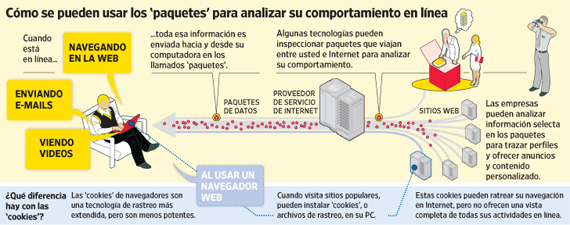 Cómo se pueden usar los ‘paquetes’ para analizar su comportamiento en línea
Cuando
está
en línea...
NAVEGANDO
EN LA WEB
ENVIANDO
E-MAILS
VIENDO
VIDEOS
...toda esa información es
enviada hacia y desde su
computadora en los
llamados ‘paquetes’.
Algunas tecnologías pueden
inspeccionar paquetes que viajan
entre usted e Internet para analizar
su comportamiento.
PAQUETES
DE DATOS
PROVEEDOR
DE SERVICIO
DE INTERNET
SITIOS WEB
Las empresas
pueden analizar
información selecta
en los paquetes
para trazar perfiles
y ofrecer anuncios
y contenido
personalizado.
AL USAR UN
NAVEGADOR
WEB
¿Qué diferencia
hay con las
‘cookies’?
Las ‘cookies’ de navegadores son
una tecnología de rastreo más
extendida, pero son menos potentes.
Cuando visita sitios populares,
pueden instalar ‘cookies’, o
archivos de rastreo, en su PC.
Estas cookies pueden ratrear su navegación
en Internet, pero no ofrecen una vista
completa de todas sus actividades en línea.